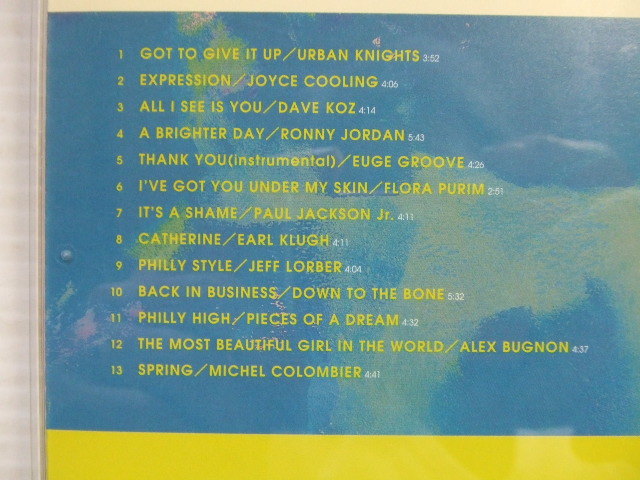 1 GOT TO GIVE IT UP/URBAN KNIGHTS 3:52
2 EXPRESSION/JOYCE COOLING 4:06
3 ALL I SEE IS YOU/DAVE KOZ 4:14
4 A BRIGHTER DAY/RONNY JORDAN 5:43
5 THANK YOU(instrumental)/EUGE GROOVE 4:26
6 I'VE GOT YOU UNDER MY SKIN/FLORA PURIM 2:51
7 IT'S A SHAME/PAUL JACKSON Jr. 4:11
8 CATHERINE/EARL KLUGH 4:11
9 PHILLY STYLE/JEFF LORBER 4:04
10 BACK IN BUSINESS/DOWN TO THE BONE 5:32
11 PHILLY HIGH/PIECES OF A DREAM 4:32
12 THE MOST BEAUTIFUL GIRL IN THE WORLD/ALEX BUGNON 4:37
13 SPRING/MICHEL COLOMBIER 4:41